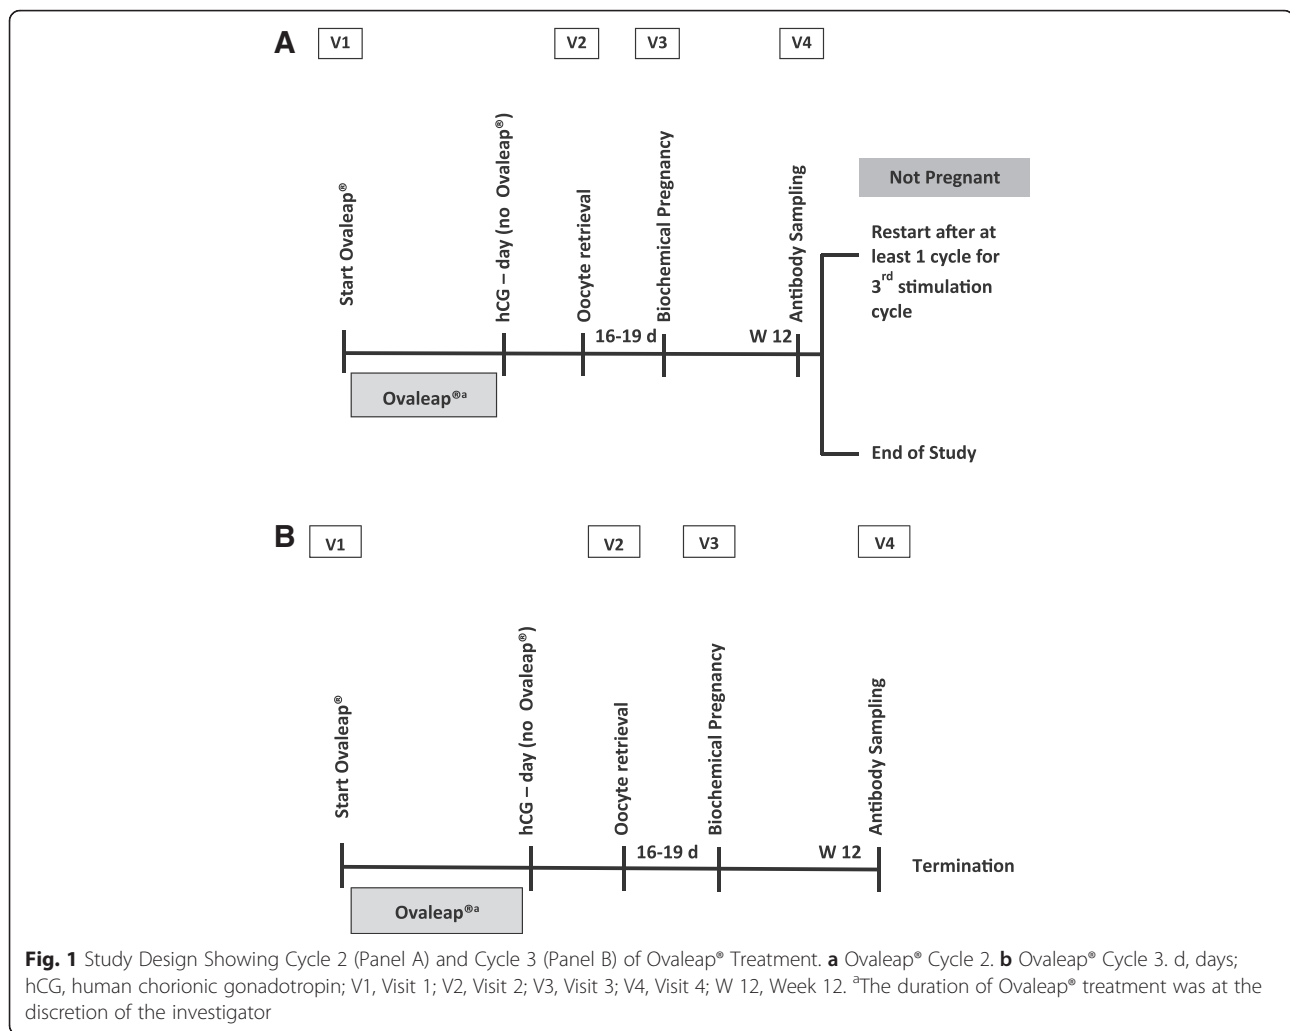 A
V1
V2
V3
V4
Start Ovaleap®
hCG – day (no Ovaleap®)
Oocyte retrieval
Biochemical Pregnancy
Antibody Sampling
16-19 d
W 12
Ovaleap®a
Not Pregnant
Restart after at
least 1 cycle for
3rd stimulation
cycle
End of Study
B
V1
V2
V3
V4
Start Ovaleap®
hCG – day (no Ovaleap®)
Oocyte retrieval
Biochemical Pregnancy
Antibody Sampling
16-19 d
W 12
Termination
Ovaleap®a
Fig. 1 Study Design Showing Cycle 2 (Panel A) and Cycle 3 (Panel B) of Ovaleap® Treatment. a Ovaleap® Cycle 2. b Ovaleap® Cycle 3. d, days;
hCG, human chorionic gonadotropin; V1, Visit 1; V2, Visit 2; V3, Visit 3; V4, Visit 4; W 12, Week 12. aThe duration of Ovaleap® treatment was at the
discretion of the investigator